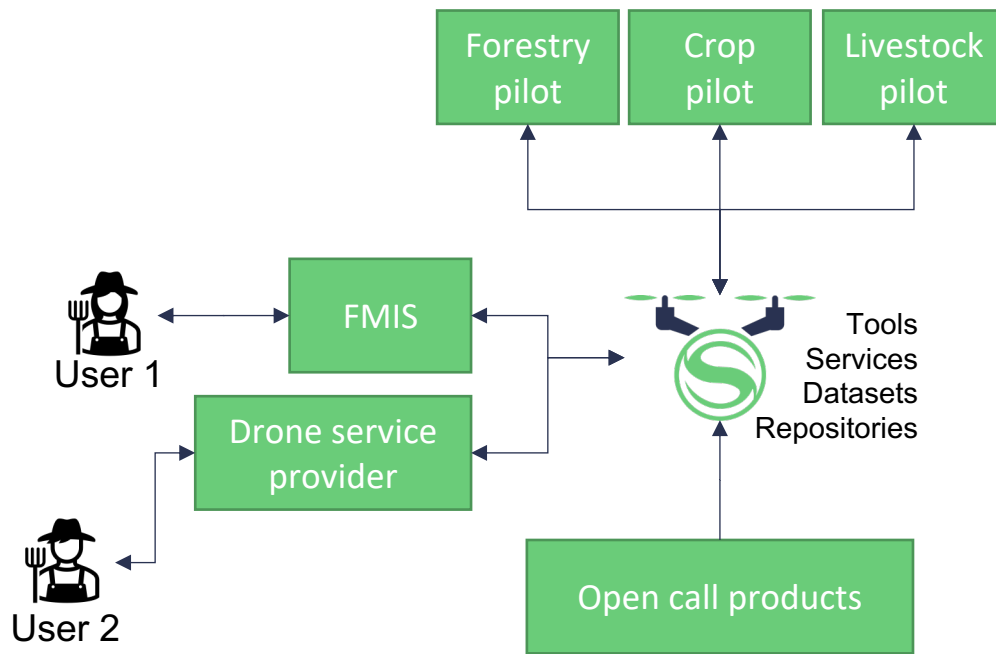 Forestry
pilot
Crop
pilot
Livestock
pilot
FMIS
User 1
Tools
Services
Datasets
Repositories
Drone service
provider
User 2
Open call products